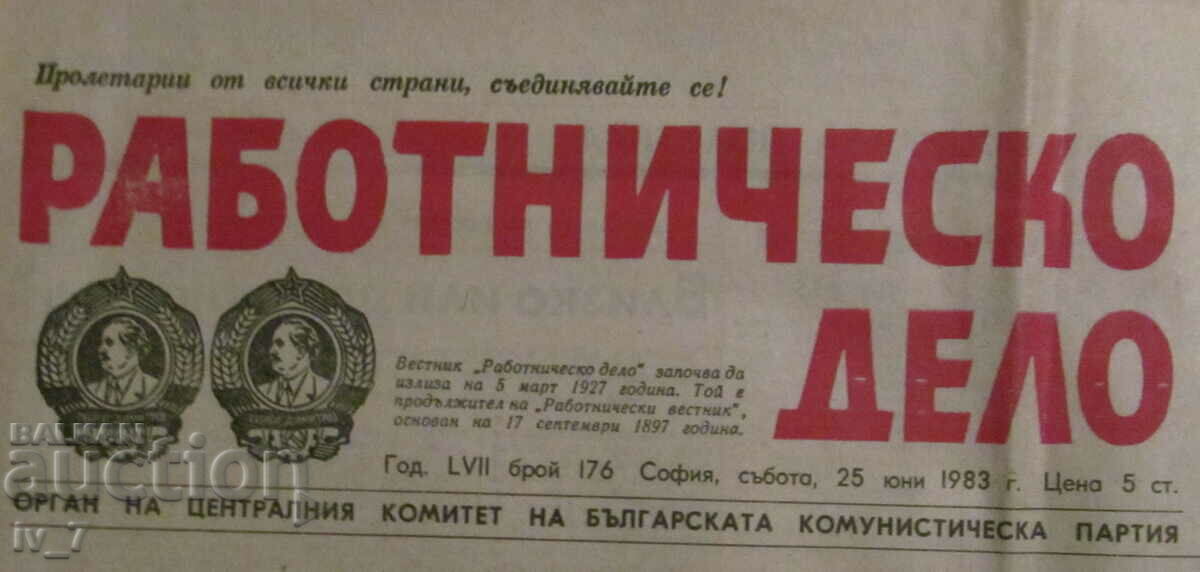 Пролетарии от всички страни, съединявайте се!
РАБОТНИЧЕСКО
ДЕЛО
Вестник „Работническо дело" започва да
излиза на 5 март 1927 година. Той е
продължител на „Работнически вестник",
основан на 17 септември 1897 година.
Год. LVII брой 176 София, събота, 25 юни 1983 г. Цена 5 ст.
ОРГАН НА ЦЕНТРАЛНИЯ КОМИТЕТ НА БЪЛГАРСКАТА КОМУНИСТИЧЕСКА ПАРТИЯ
BALKAN
auction
iv_7